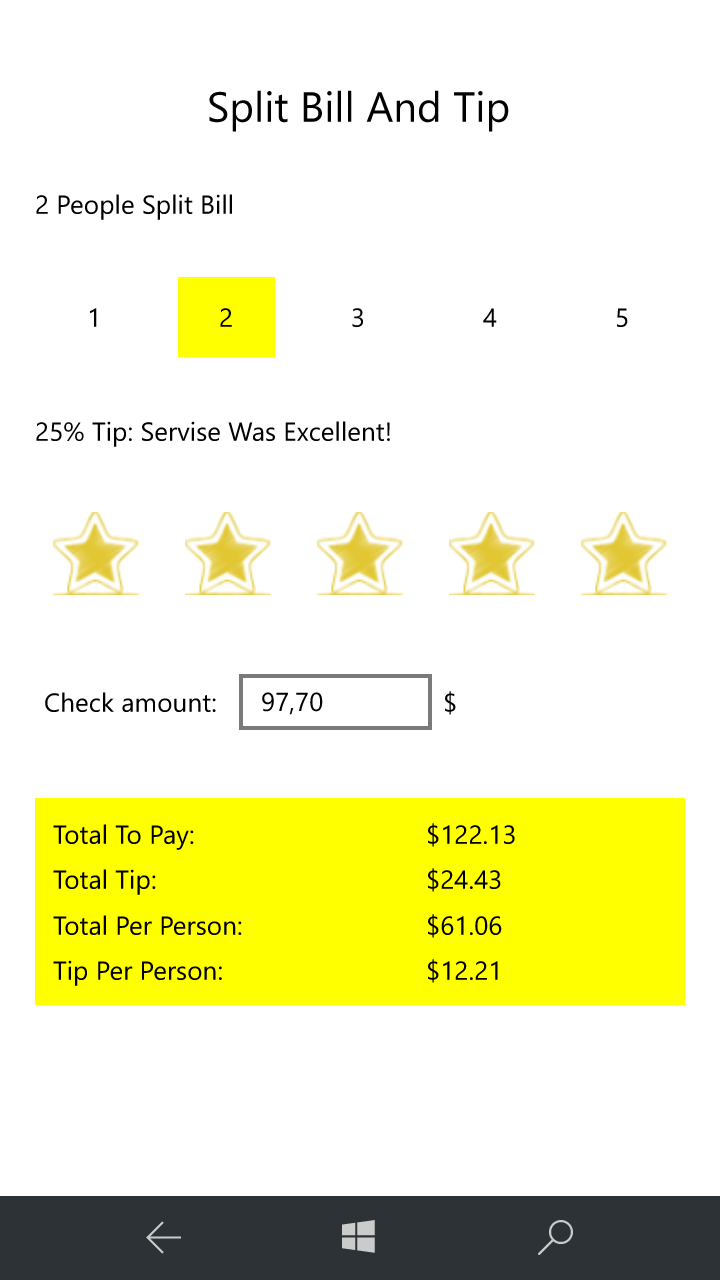 Split Bill And Tip
2 People Split Bill
1 2 3 4 5
25% Tip: Servise Was Excellent!
Check amount: 97,70 $
Total To Pay: $122.13
Total Tip: $24.43
Total Per Person: $61.06
Tip Per Person: $12.21